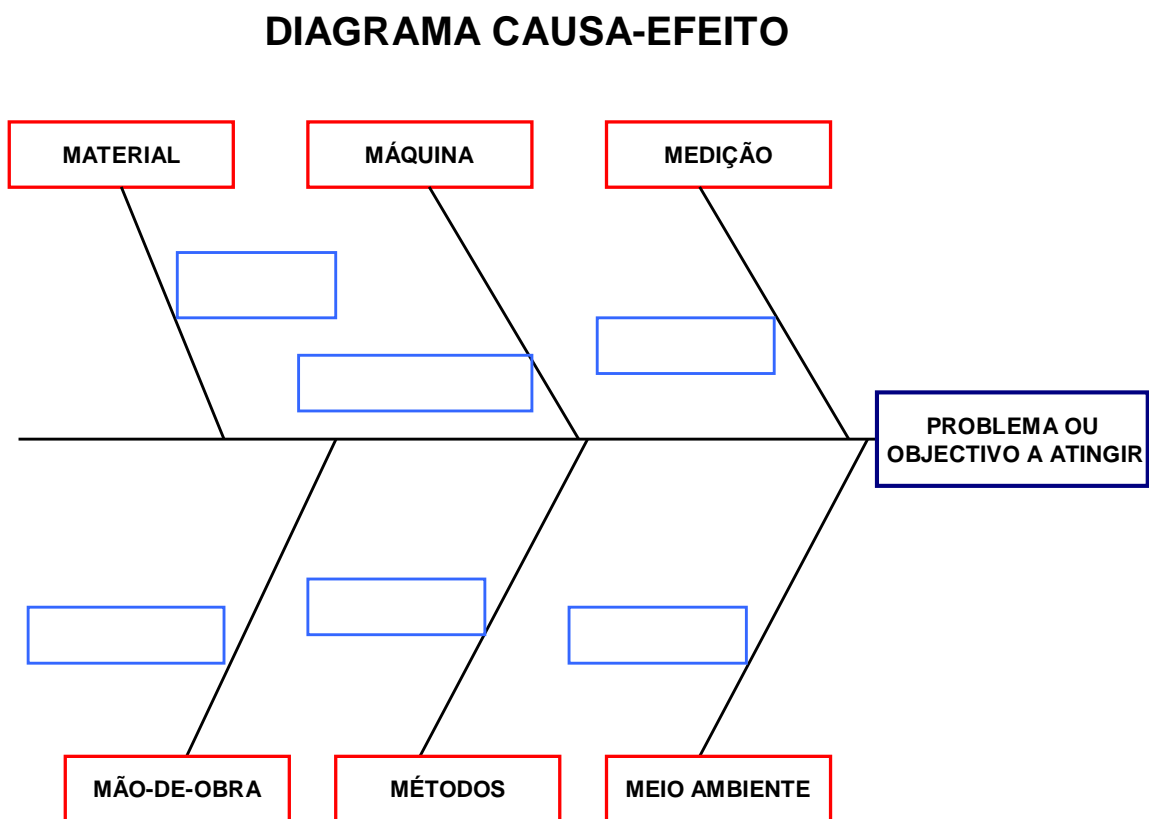 DIAGRAMA CAUSA-EFEITO
MATERIAL
MÁQUINA
MEDIÇÃO
PROBLEMA OU
OBJECTIVO A ATINGIR
MÃO-DE-OBRA
MÉTODOS
MEIO AMBIENTE